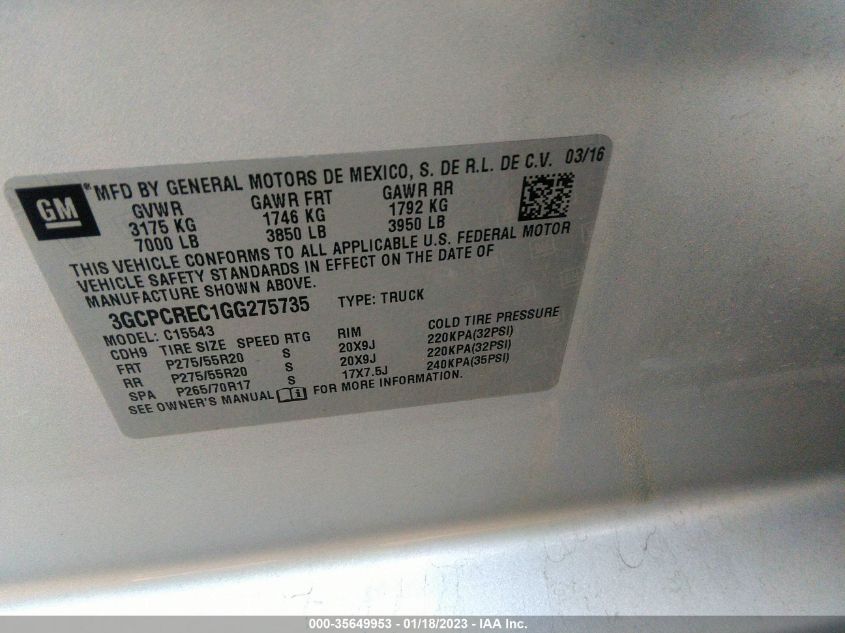 GM ® MFD BY GENERAL MOTORS DE MEXICO, S. DE R.L. DE C.V. 03/16
GVWR GAWR FRT GAWR RR
3175 KG 1746 KG 1792 KG
7000 LB 3850 LB 3950 LB
THIS VEHICLE CONFORMS TO ALL APPLICABLE U.S. FEDERAL MOTOR
VEHICLE SAFETY STANDARDS IN EFFECT ON THE DATE OF
MANUFACTURE SHOWN ABOVE.
3GCPCREC1GG275735 TYPE: TRUCK
MODEL: C15543
CDH9 TIRE SIZE SPEED RTG RIM COLD TIRE PRESSURE
FRT P275/55R20 S 20X9J 220KPA(32PSI)
RR P275/55R20 S 20X9J 220KPA(32PSI)
SPA P265/70R17 S 17X7.5J 240KPA(35PSI)
SEE OWNER'S MANUAL i FOR MORE INFORMATION.
000-35649953 - 01/18/2023 - IAA Inc.